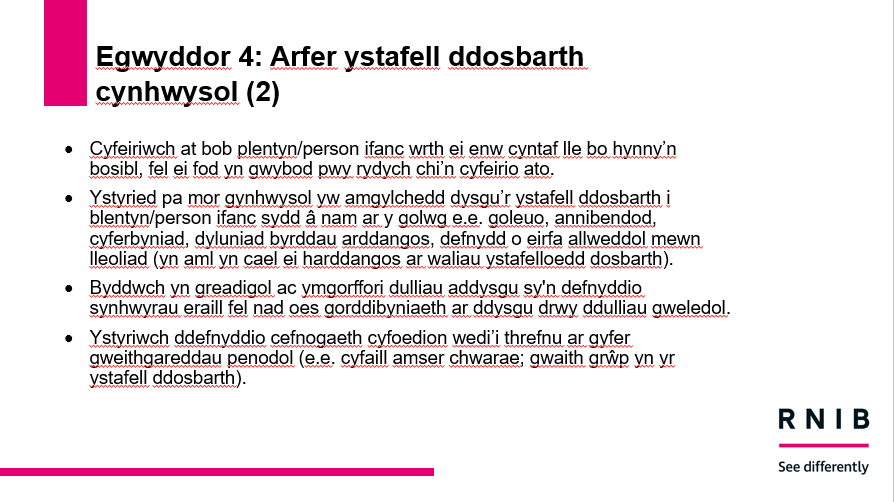 Egwyddor 4: Arfer ystafell ddosbarth
cynhwysol (2)
• Cyfeiriwch at bob plentyn/person ifanc wrth ei enw cyntaf lle bo hynny’n
bosibl, fel ei fod yn gwybod pwy rydych chi’n cyfeirio ato.
• Ystyried pa mor gynhwysol yw amgylchedd dysgu’r ystafell ddosbarth i
blentyn/person ifanc sydd â nam ar y golwg e.e. goleuo, annibendod,
cyferbyniad, dyluniad byrddau arddangos, defnydd o eirfa allweddol mewn
lleoliad (yn aml yn cael ei harddangos ar waliau ystafelloedd dosbarth).
• Byddwch yn greadigol ac ymgorffori dulliau addysgu sy'n defnyddio
synhwyrau eraill fel nad oes gorddibyniaeth ar ddysgu drwy ddulliau gweledol.
• Ystyriwch ddefnyddio cefnogaeth cyfoedion wedi’i threfnu ar gyfer
gweithgareddau penodol (e.e. cyfaill amser chwarae; gwaith grŵp yn yr
ystafell ddosbarth).
RNIB
See differently